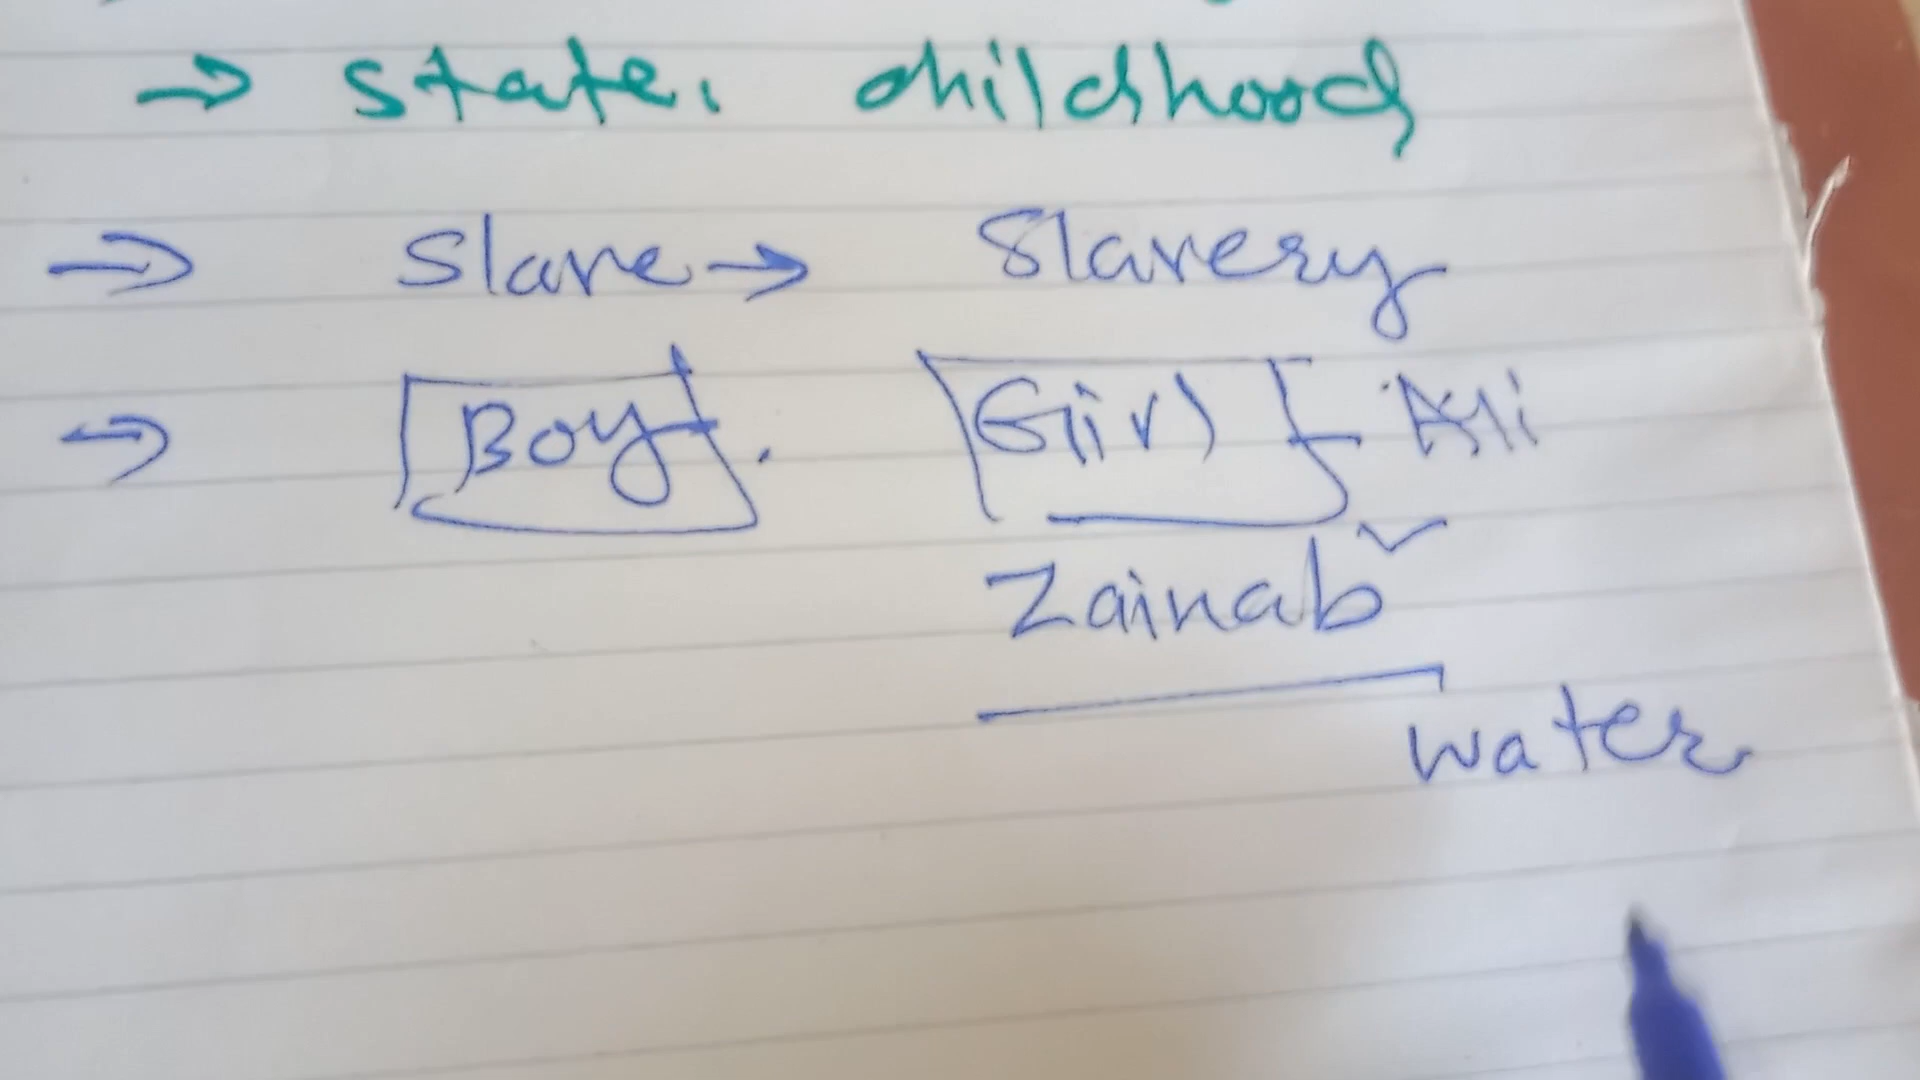 ⇒ State. childhood
⇒ Slave → Slavery
⇒ Boy. Girl Ali
Zainab
water